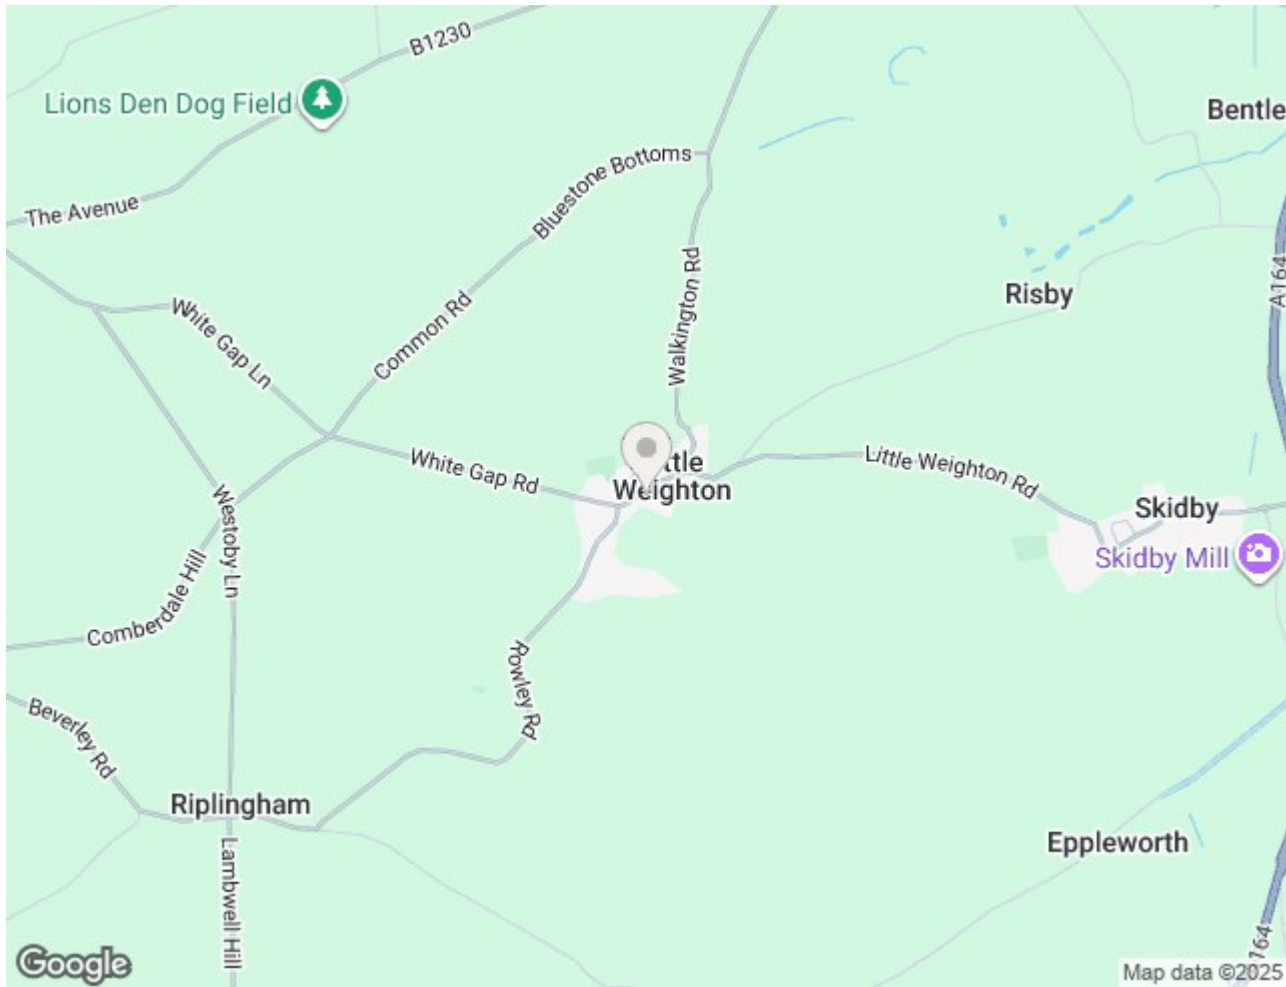 B1230
Lions Den Dog Field
Bentle
Bluestone Bottoms
The Avenue
Walkington Rd
A164
Risby
White Gap Ln
Common Rd
ttle
Weighton
White Gap Rd
Little Weighton Rd
Skidby
Westoby Ln
Skidby Mill
Comberdale Hill
Rowley Rd
Beverley Rd
Riplingham
Eppleworth
Lambwell Hill
164
Google
Map data ©2025